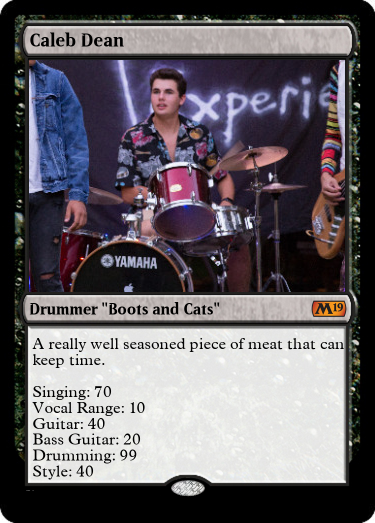 Caleb Dean
xperie
YAMAHA
Drummer "Boots and Cats"
M19
A really well seasoned piece of meat that can
keep time.
Singing: 70
Vocal Range: 10
Guitar: 40
Bass Guitar: 20
Drumming: 99
Style: 40